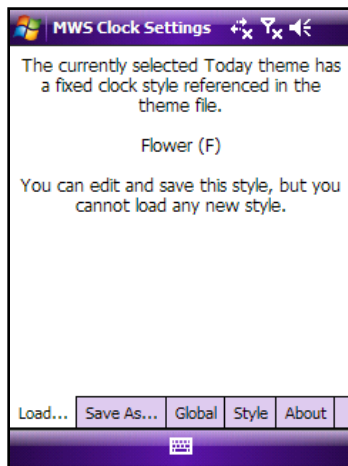 MWS Clock Settings
The currently selected Today theme has
a fixed clock style referenced in the
theme file.
Flower (F)
You can edit and save this style, but you
cannot load any new style.
Load... Save As... Global Style About